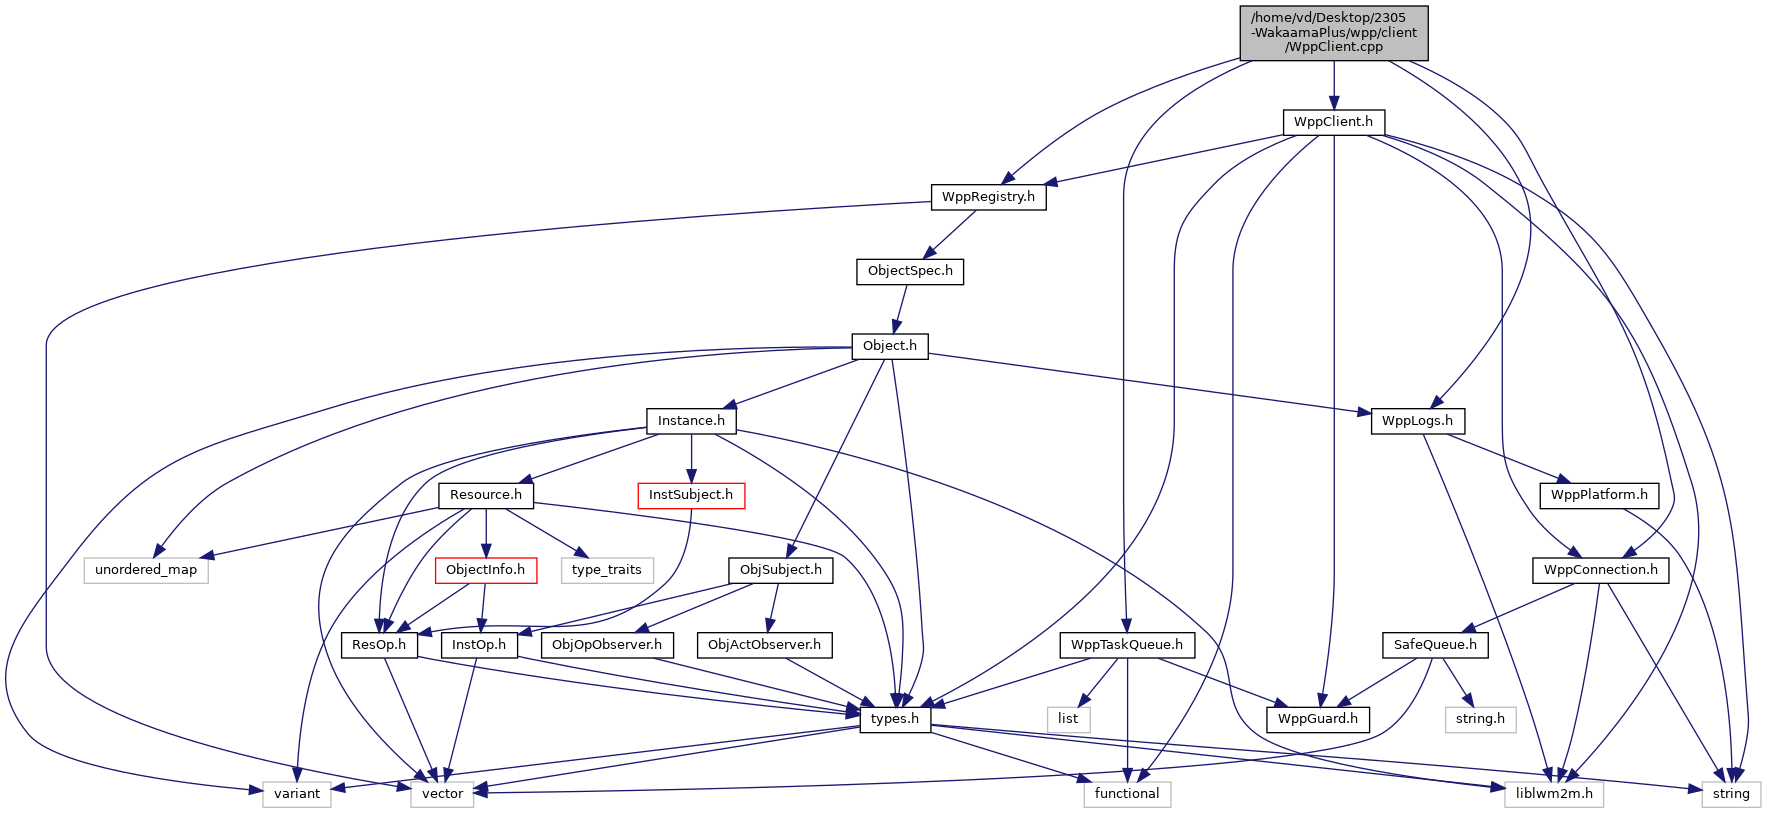 /home/vd/Desktop/2305
-WakaamaPlus/wpp/client
/WppClient.cpp
WppClient.h
WppRegistry.h
ObjectSpec.h
Object.h
Instance.h
WppLogs.h
Resource.h
InstSubject.h
WppPlatform.h
unordered_map
ObjectInfo.h
type_traits
ObjSubject.h
WppConnection.h
ResOp.h
InstOp.h
ObjOpObserver.h
ObjActObserver.h
WppTaskQueue.h
SafeQueue.h
types.h
list
WppGuard.h
string.h
variant
vector
functional
liblwm2m.h
string